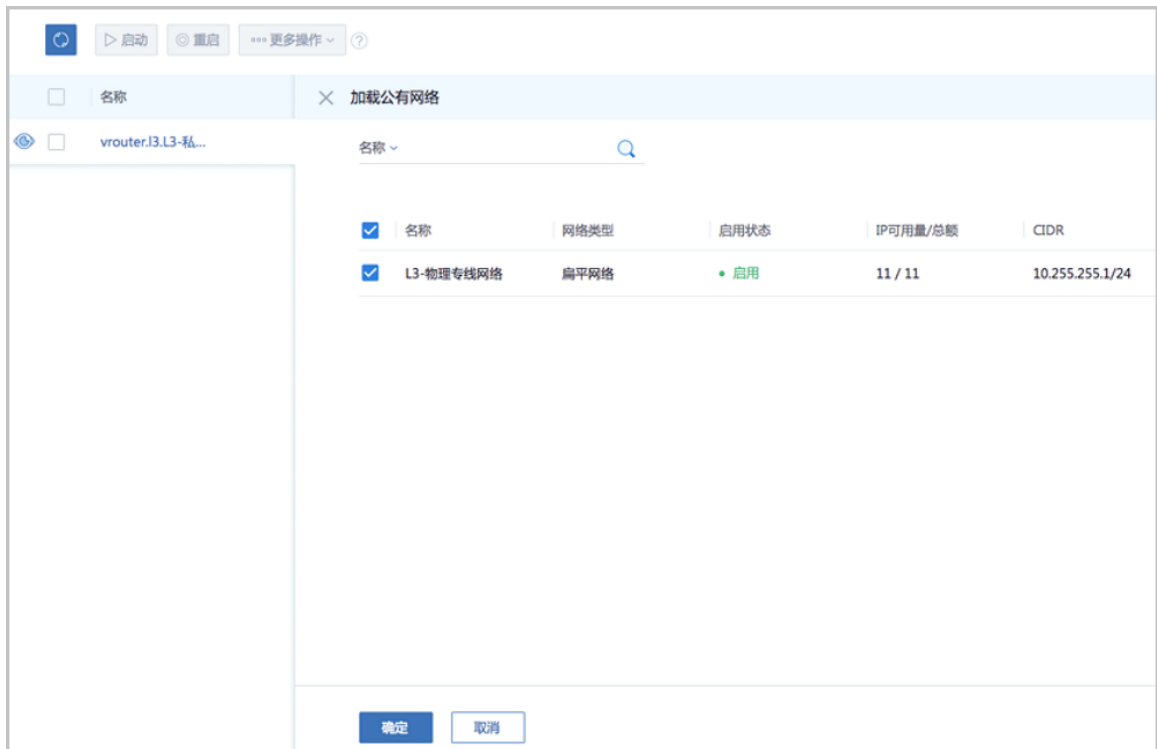 启动 重启 更多操作
名称 加载公有网络
vrouter.l3.L3-私... 名称
名称 网络类型 启用状态 IP可用量/总额 CIDR
L3-物理专线网络 扁平网络 启用 11 / 11 10.255.255.1/24
确定 取消